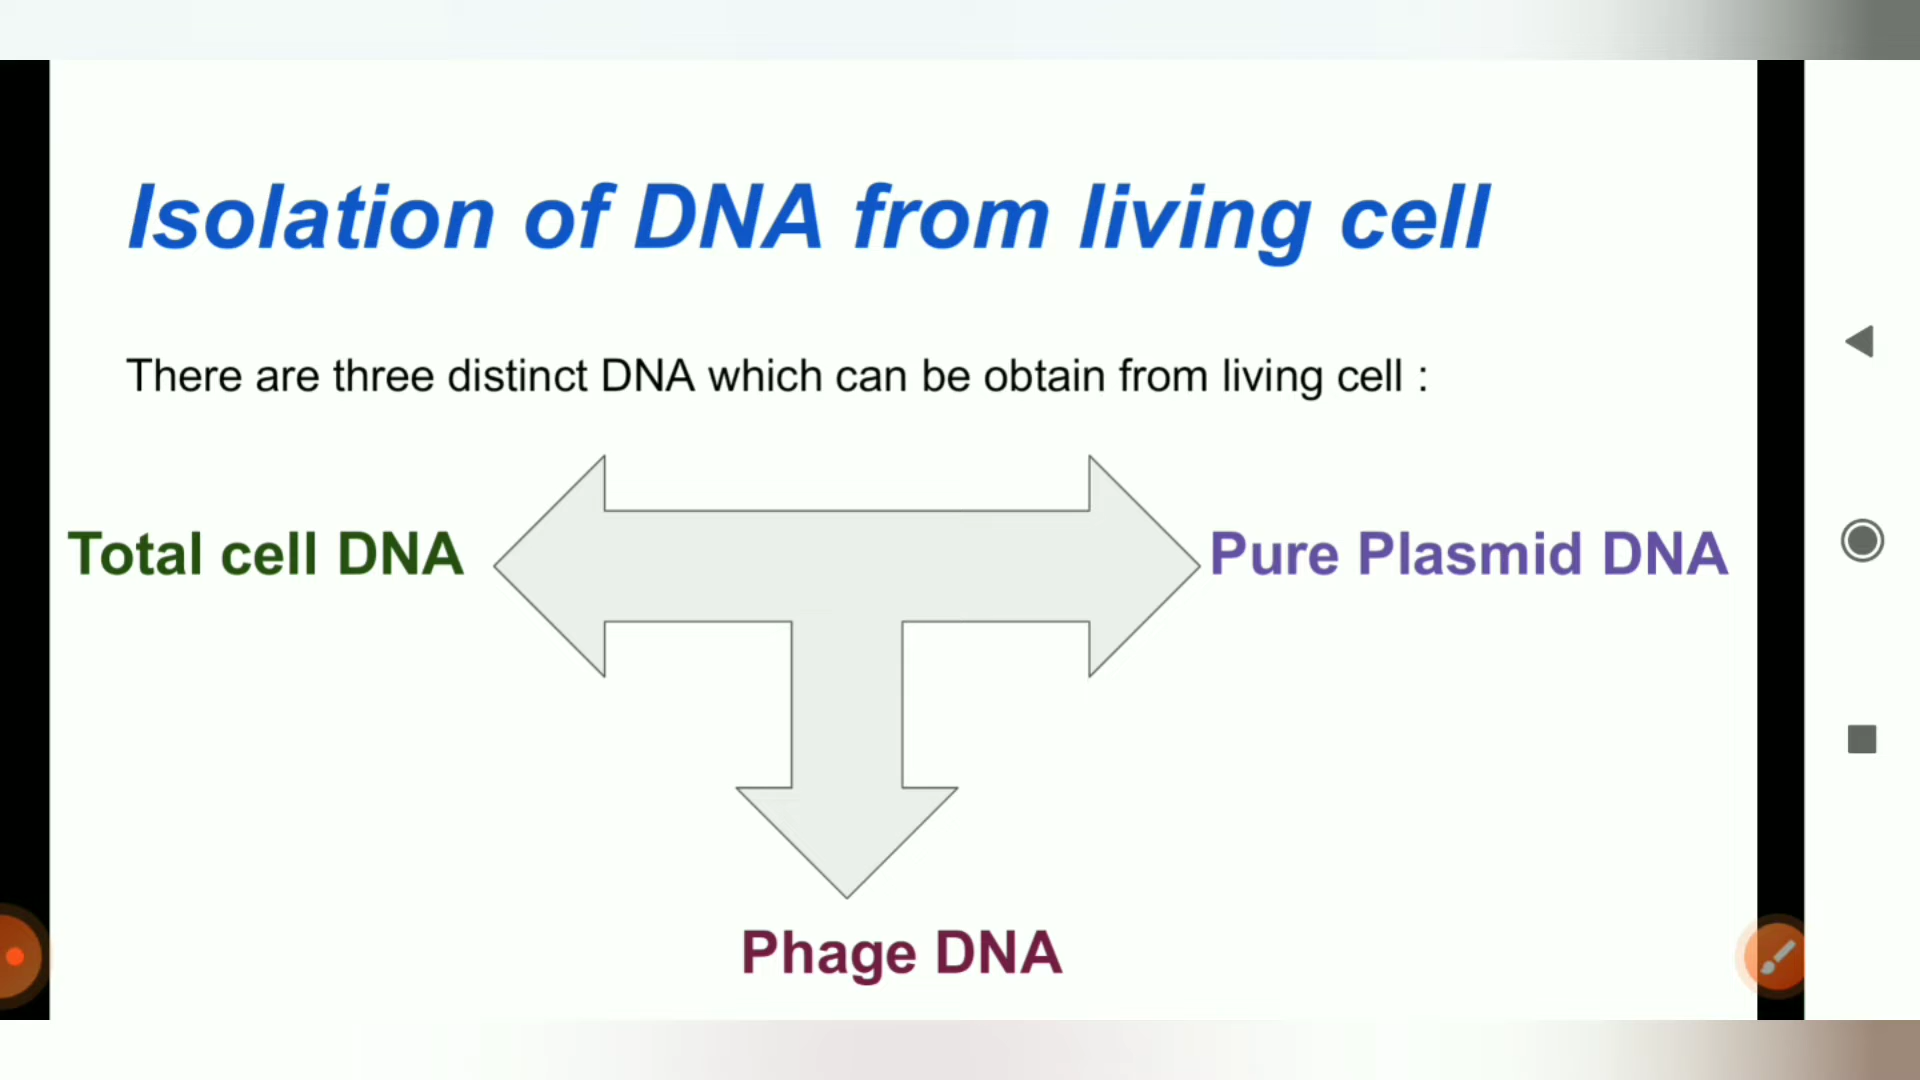 Isolation of DNA from living cell
There are three distinct DNA which can be obtain from living cell :
Total cell DNA
Pure Plasmid DNA
Phage DNA